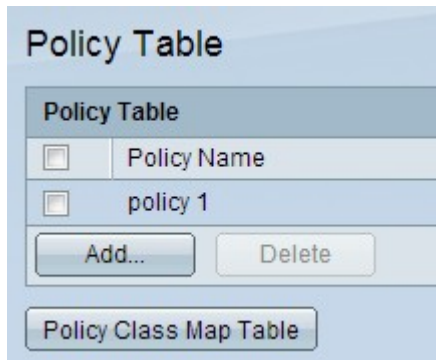 Policy Table
Policy Table
Policy Name
policy 1
Add... Delete
Policy Class Map Table